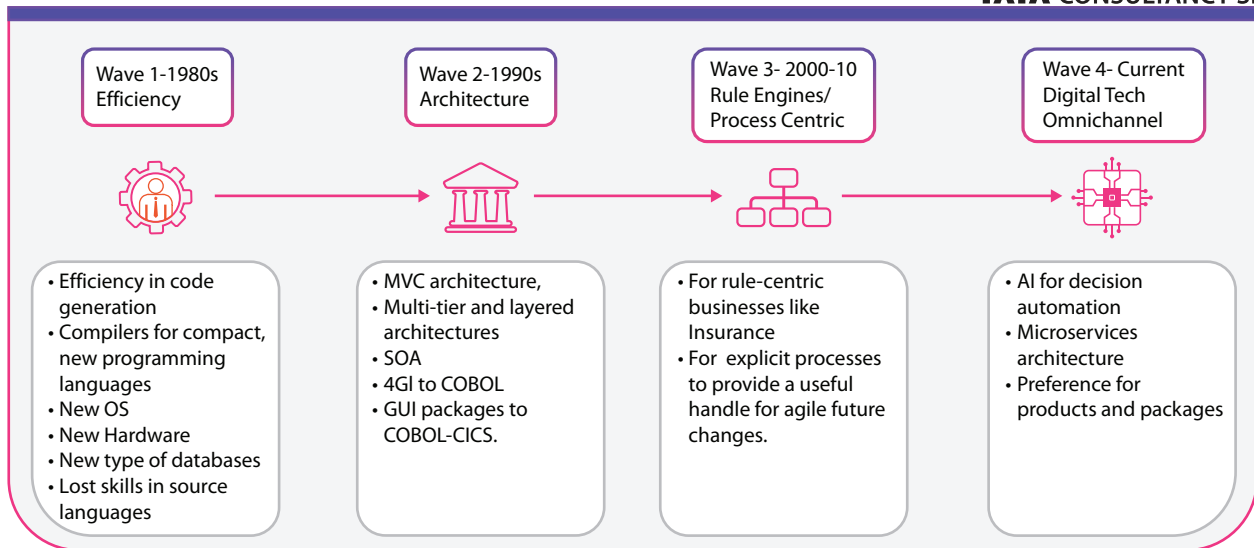 Wave 1-1980s
Efficiency
Wave 2-1990s
Architecture
Wave 3- 2000-10
Rule Engines/
Process Centric
Wave 4- Current
Digital Tech
Omnichannel
• Efficiency in code
generation
• Compilers for compact,
new programming
languages
• New OS
• New Hardware
• New type of databases
• Lost skills in source
languages
• MVC architecture,
• Multi-tier and layered
architectures
• SOA
• 4Gl to COBOL
• GUI packages to
COBOL-CICS.
• For rule-centric
businesses like
Insurance
• For explicit processes
to provide a useful
handle for agile future
changes.
• AI for decision
automation
• Microservices
architecture
• Preference for
products and packages